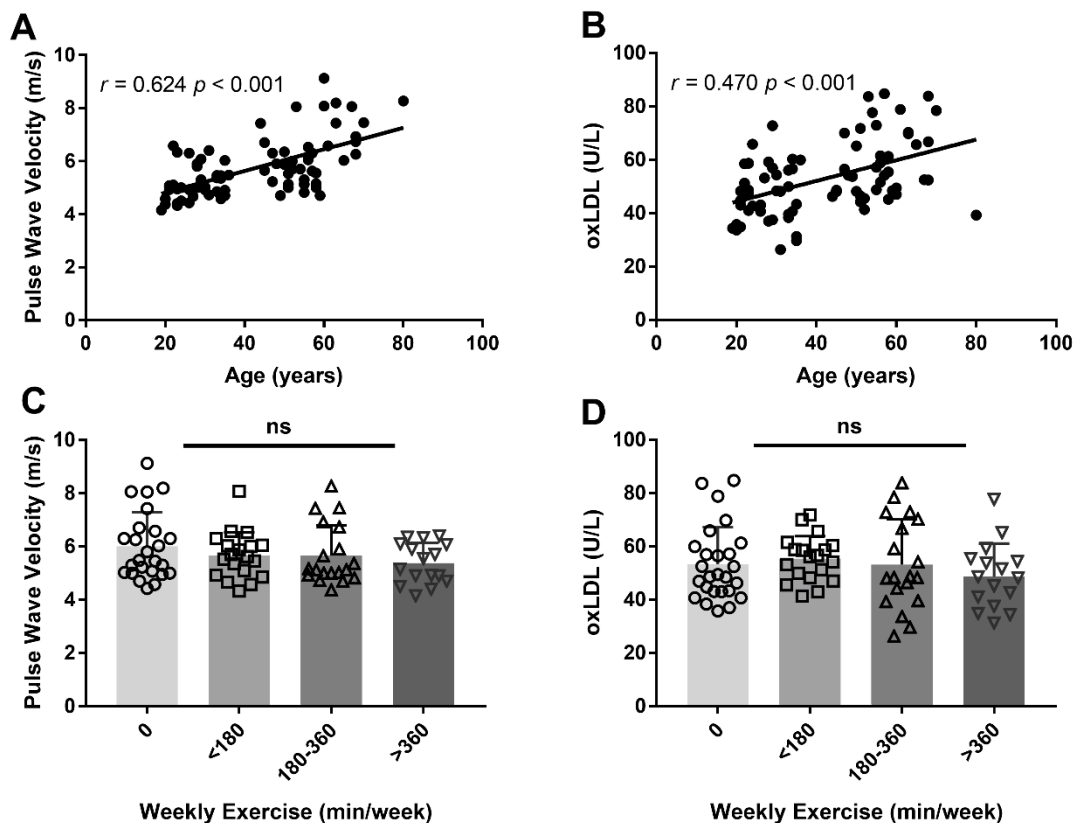 A
Pulse Wave Velocity (m/s)
10
8
6
4
2
0
r = 0.624 p < 0.001
0 20 40 60 80 100
Age (years)
B
oxLDL (U/L)
100
80
60
40
20
0
r = 0.470 p < 0.001
0 20 40 60 80 100
Age (years)
C
Pulse Wave Velocity (m/s)
10
8
6
4
2
0
ns
0 <180 180-360 >360
Weekly Exercise (min/week)
D
oxLDL (U/L)
100
80
60
40
20
0
ns
0 <180 180-360 >360
Weekly Exercise (min/week)